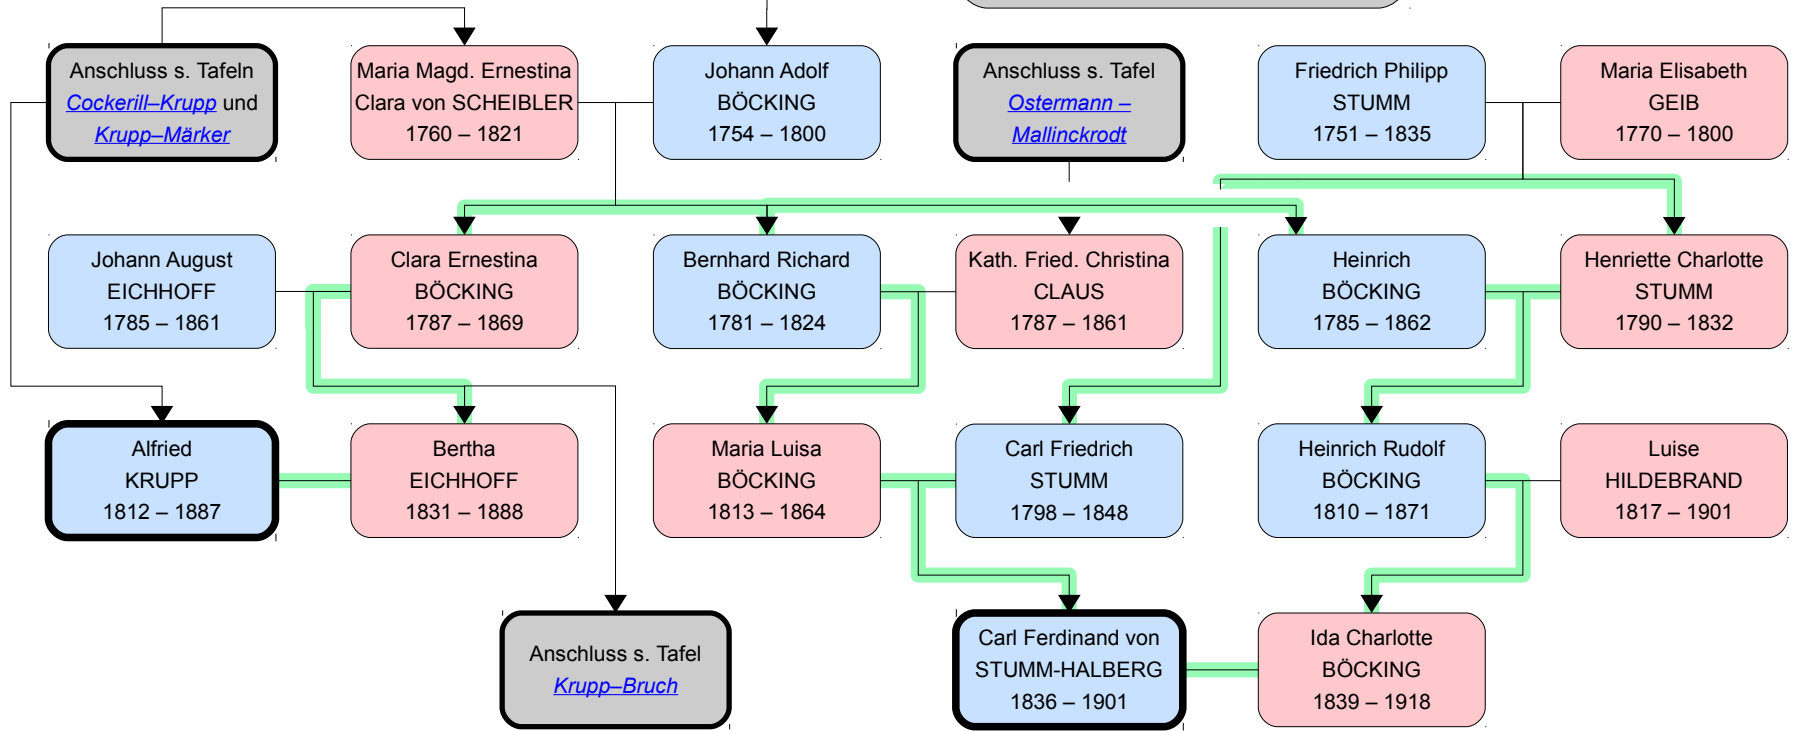 Anschluss s. Tafeln
Cockerill–Krupp und
Krupp–Märker
Maria Magd. Ernestina
Clara von SCHEIBLER
1760 – 1821
Johann Adolf
BÖCKING
1754 – 1800
Anschluss s. Tafel
Ostermann –
Mallinckrodt
Friedrich Philipp
STUMM
1751 – 1835
Maria Elisabeth
GEIB
1770 – 1800
Johann August
EICHHOFF
1785 – 1861
Clara Ernestina
BÖCKING
1787 – 1869
Bernhard Richard
BÖCKING
1781 – 1824
Kath. Fried. Christina
CLAUS
1787 – 1861
Heinrich
BÖCKING
1785 – 1862
Henriette Charlotte
STUMM
1790 – 1832
Alfried
KRUPP
1812 – 1887
Bertha
EICHHOFF
1831 – 1888
Maria Luisa
BÖCKING
1813 – 1864
Carl Friedrich
STUMM
1798 – 1848
Heinrich Rudolf
BÖCKING
1810 – 1871
Luise
HILDEBRAND
1817 – 1901
Anschluss s. Tafel
Krupp–Bruch
Carl Ferdinand von
STUMM-HALBERG
1836 – 1901
Ida Charlotte
BÖCKING
1839 – 1918